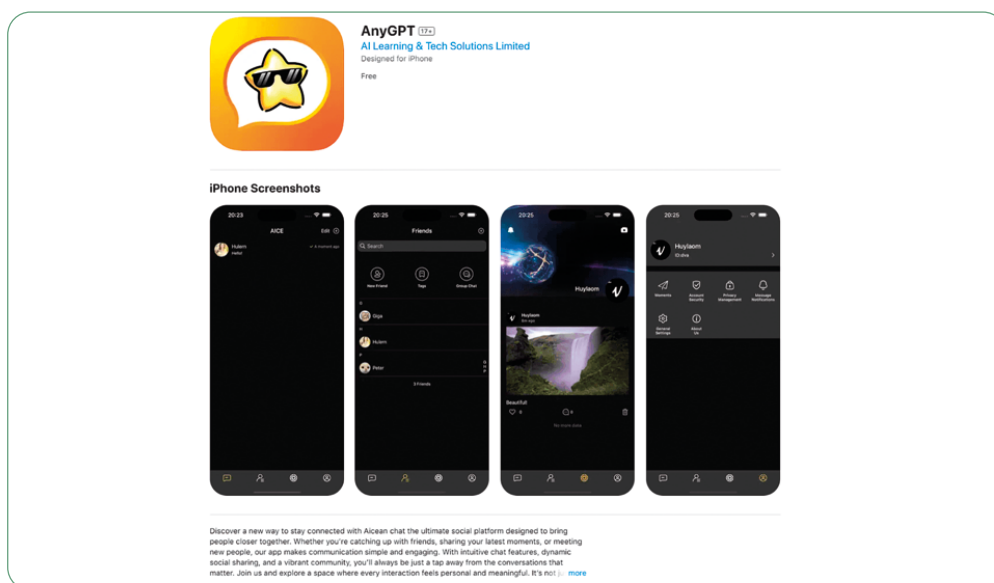 AnyGPT 17+
AI Learning & Tech Solutions Limited
Designed for iPhone
Free
iPhone Screenshots
20:23
AICE
Edit
Hulem
Hello!
A moment ago
20:25
Friends
Search
New Friend
Tags
Group Chat
G
Giga
H
Hulem
P
Peter
3 Friends
G
H
P
20:25
Huylaom
Huylaom
Beautiful!
0
0
No more data
20:25
Huylaom
Moments
Account
Security
Privacy
Management
Message
Notifications
General
Settings
About
Us
Discover a new way to stay connected with Aicean chat the ultimate social platform designed to bring
people closer together. Whether you're catching up with friends, sharing your latest moments, or meeting
new people, our app makes communication simple and engaging. With intuitive chat features, dynamic
social sharing, and a vibrant community, you'll always be just a tap away from the conversations that
matter. Join us and explore a space where every interaction feels personal and meaningful. It's not more